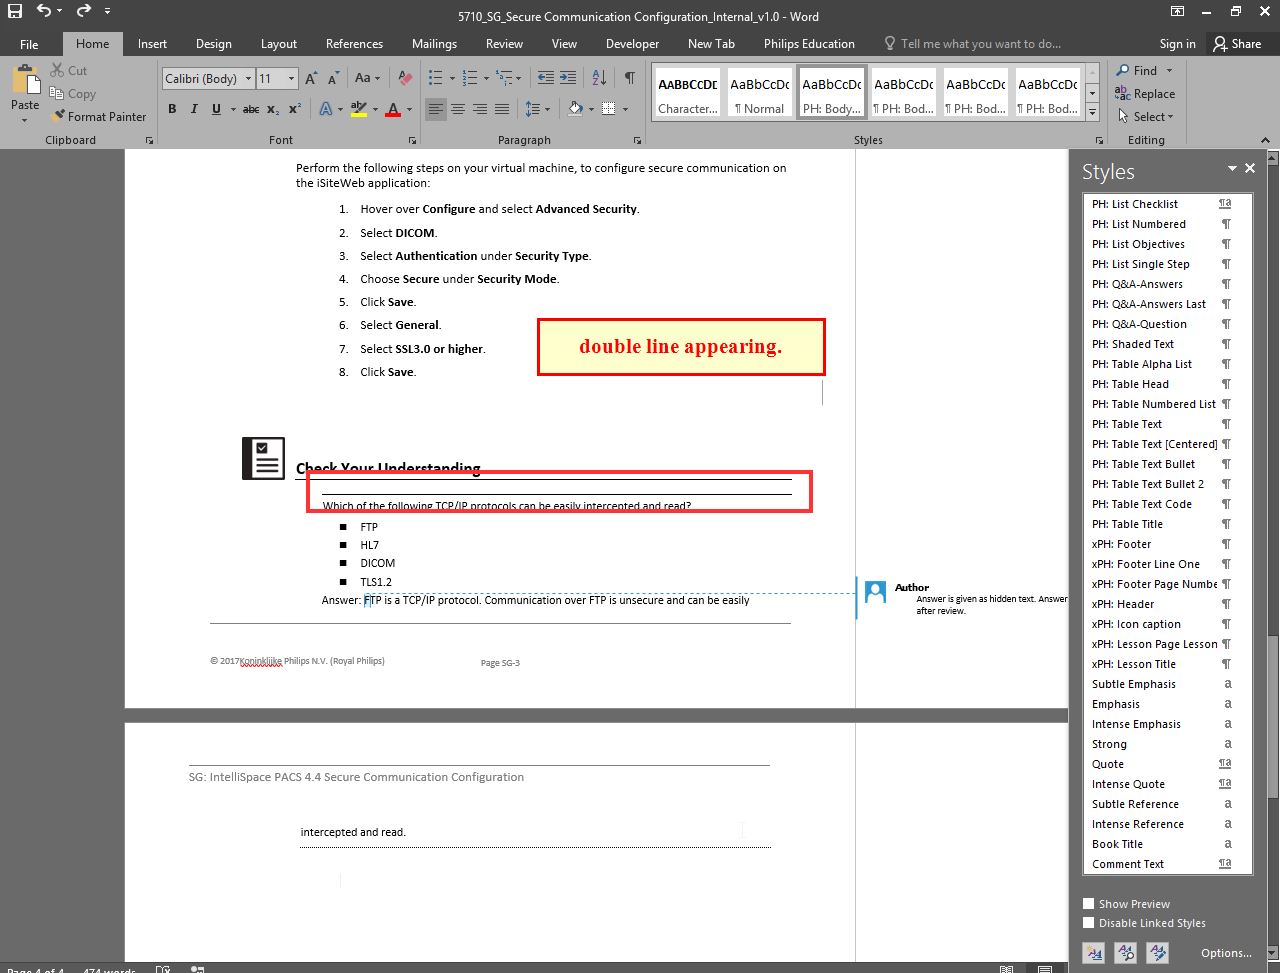 5710_SG_Secure Communication Configuration_Internal_v1.0 - Word
File Home Insert Design Layout References Mailings Review View Developer New Tab Philips Education Tell me what you want to do... Sign in Share
Paste
Cut
Copy
Format Painter
Clipboard
Calibri (Body) 11
Font
Paragraph
AABBCCDE AaBbCcDc AaBbCcDc AaBbCcDc AaBbCcDc AaBbCcDc
Character... ¶ Normal PH: Body... ¶ PH: Bod... ¶ PH: Bod... ¶ PH: Bod...
Styles
Find
Replace
Select
Editing
Perform the following steps on your virtual machine, to configure secure communication on
the iSiteWeb application:
1. Hover over Configure and select Advanced Security.
2. Select DICOM.
3. Select Authentication under Security Type.
4. Choose Secure under Security Mode.
5. Click Save.
6. Select General.
7. Select SSL3.0 or higher.
8. Click Save.
double line appearing.
Check Your Understanding
Which of the following TCP/IP protocols can be easily intercepted and read?
FTP
HL7
DICOM
TLS1.2
Answer: FTP is a TCP/IP protocol. Communication over FTP is unsecure and can be easily
Author
Answer is given as hidden text. Answer
after review.
© 2017Koninklijke Philips N.V. (Royal Philips)
Page SG-3
SG: IntelliSpace PACS 4.4 Secure Communication Configuration
intercepted and read.
Styles
PH: List Checklist
PH: List Numbered
PH: List Objectives
PH: List Single Step
PH: Q&A-Answers
PH: Q&A-Answers Last
PH: Q&A-Question
PH: Shaded Text
PH: Table Alpha List
PH: Table Head
PH: Table Numbered List
PH: Table Text
PH: Table Text [Centered]
PH: Table Text Bullet
PH: Table Text Bullet 2
PH: Table Text Code
PH: Table Title
xPH: Footer
xPH: Footer Line One
xPH: Footer Page Numbe
xPH: Header
xPH: Icon caption
xPH: Lesson Page Lesson
xPH: Lesson Title
Subtle Emphasis
Emphasis
Intense Emphasis
Strong
Quote
Intense Quote
Subtle Reference
Intense Reference
Book Title
Comment Text
Show Preview
Disable Linked Styles
Options...
Page 4 of 4 474 words